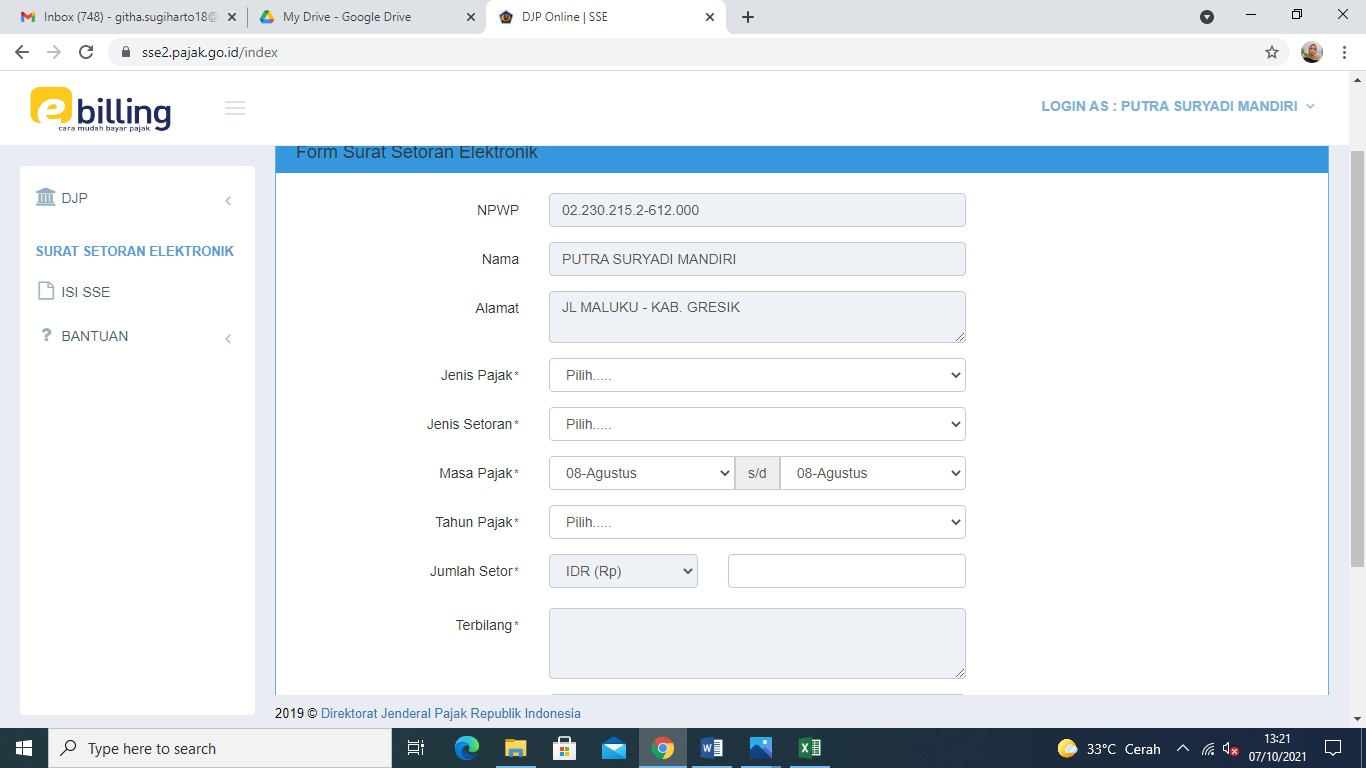 Inbox (748) - githa.sugiharto18@
My Drive - Google Drive
DJP Online | SSE
sse2.pajak.go.id/index
e billing
cara mudah bayar pajak
LOGIN AS : PUTRA SURYADI MANDIRI
Form Surat Setoran Elektronik
DJP
SURAT SETORAN ELEKTRONIK
ISI SSE
? BANTUAN
NPWP 02.230.215.2-612.000
Nama PUTRA SURYADI MANDIRI
Alamat JL MALUKU - KAB. GRESIK
Jenis Pajak* Pilih.....
Jenis Setoran* Pilih.....
Masa Pajak* 08-Agustus s/d 08-Agustus
Tahun Pajak* Pilih.....
Jumlah Setor* IDR (Rp)
Terbilang*
2019 © Direktorat Jenderal Pajak Republik Indonesia
Type here to search
33°C Cerah
13:21
07/10/2021